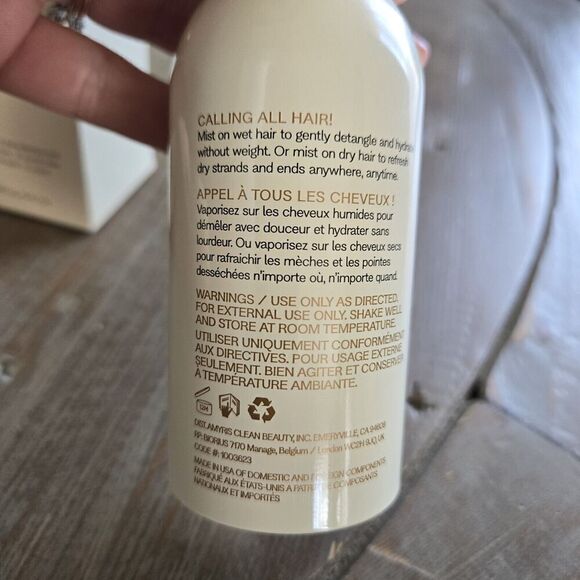 CALLING ALL HAIR!
Mist on wet hair to gently detangle and hydrate
without weight. Or mist on dry hair to refresh
dry strands and ends anywhere, anytime.
APPEL À TOUS LES CHEVEUX !
Vaporisez sur les cheveux humides pour
démêler avec douceur et hydrater sans
lourdeur. Ou vaporisez sur les cheveux secs
pour rafraichir les mèches et les pointes
desséchées n'importe où, n'importe quand.
WARNINGS / USE ONLY AS DIRECTED.
FOR EXTERNAL USE ONLY. SHAKE WELL
AND STORE AT ROOM TEMPERATURE.
UTILISER UNIQUEMENT CONFORMÉMENT
AUX DIRECTIVES. POUR USAGE EXTERNE
SEULEMENT. BIEN AGITER ET CONSERVER
À TEMPÉRATURE AMBIANTE.
12M
DIST. AMYRIS CLEAN BEAUTY, INC. EMERYVILLE, CA 94608
RP: BIORIUS 7170 Manage, Belgium / London WC2H 9JQ, UK
CODE #: 1003623
MADE IN USA OF DOMESTIC AND FOREIGN COMPONENTS
FABRIQUÉ AUX ÉTATS-UNIS À PARTIR DE COMPOSANTS
NATIONAUX ET IMPORTÉS